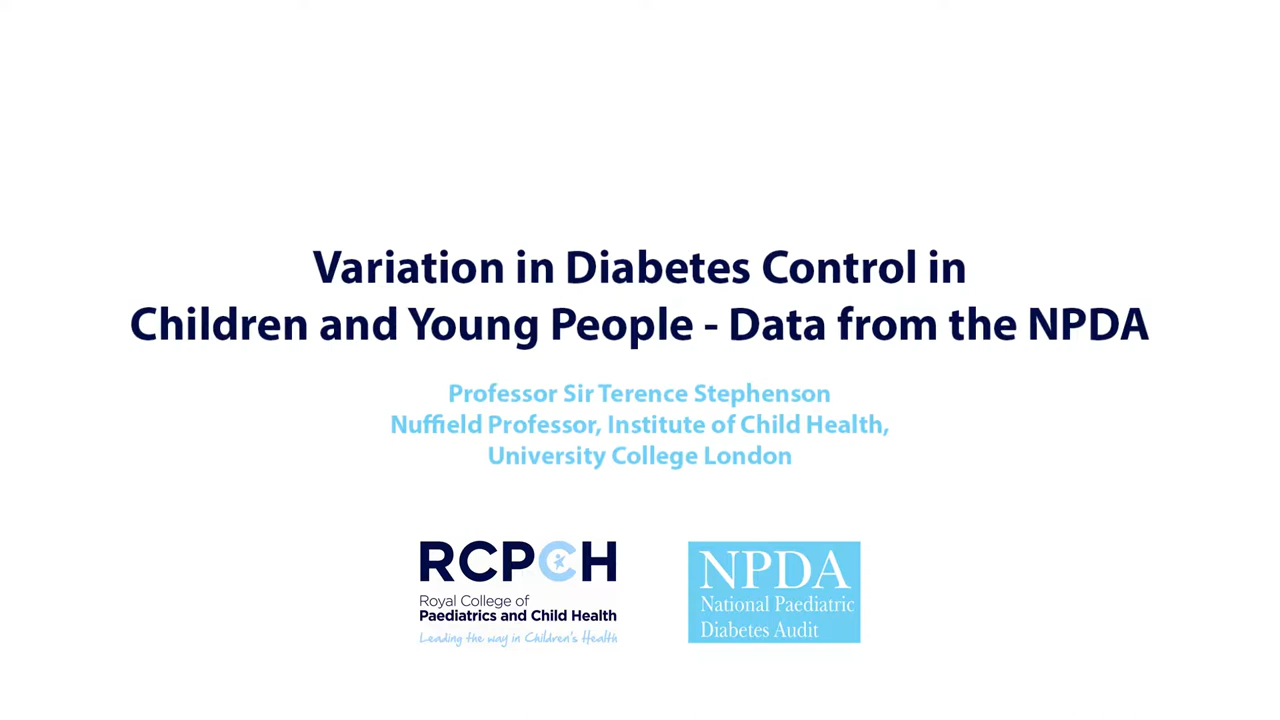 Variation in Diabetes Control in
Children and Young People - Data from the NPDA
Professor Sir Terence Stephenson
Nuffield Professor, Institute of Child Health,
University College London
RCPCH
Royal College of
Paediatrics and Child Health
Leading the way in Children's Health
NPDA
National Paediatric
Diabetes Audit